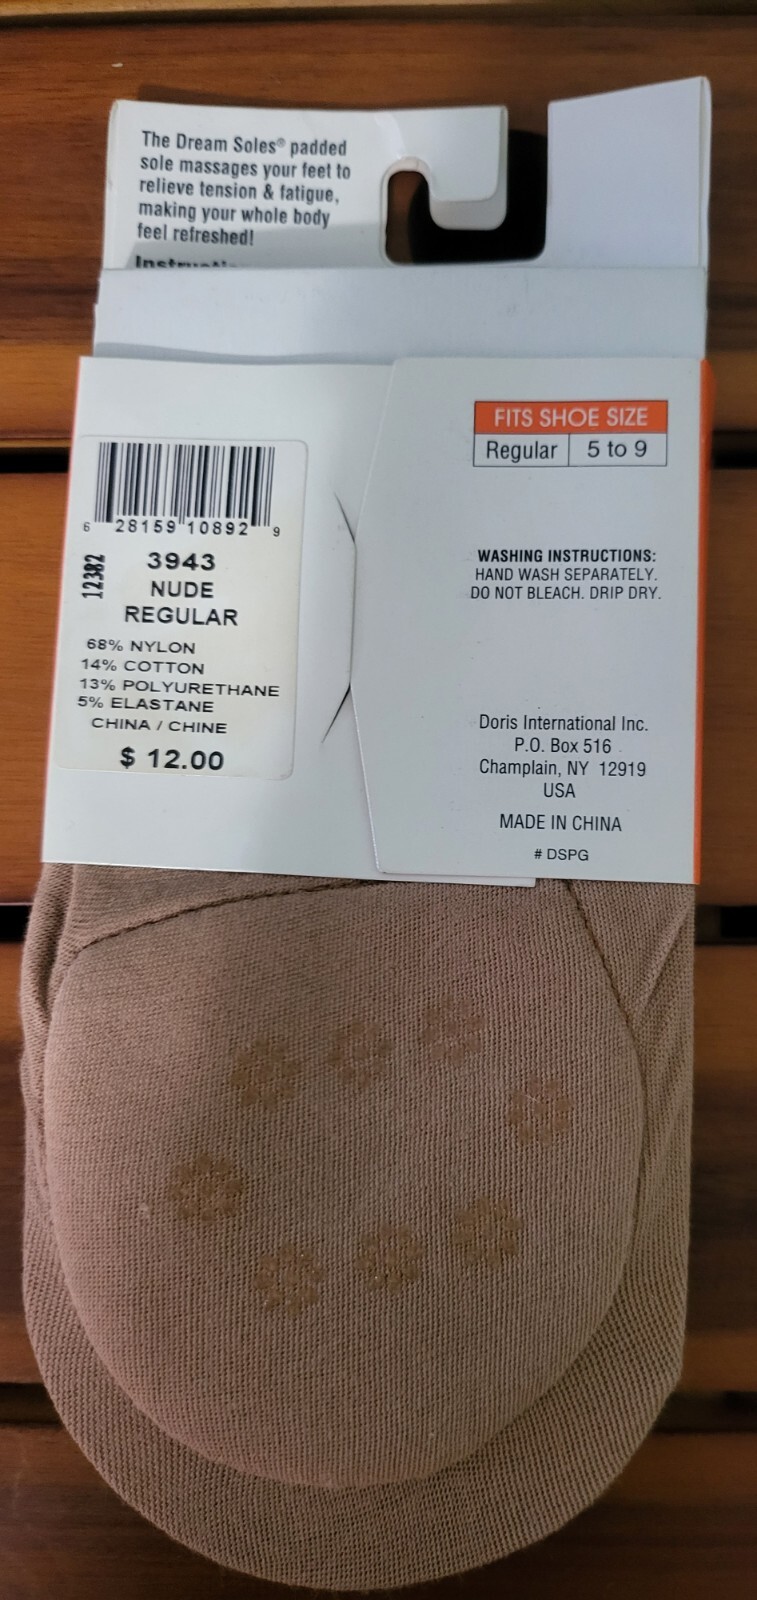 The Dream Soles® padded
sole massages your feet to
relieve tension & fatigue,
making your whole body
feel refreshed!
FITS SHOE SIZE
Regular 5 to 9
6 28159 10892 9
12382
3943
NUDE
REGULAR
68% NYLON
14% COTTON
13% POLYURETHANE
5% ELASTANE
CHINA / CHINE
$ 12.00
WASHING INSTRUCTIONS:
HAND WASH SEPARATELY.
DO NOT BLEACH. DRIP DRY.
Doris International Inc.
P.O. Box 516
Champlain, NY 12919
USA
MADE IN CHINA
# DSPG